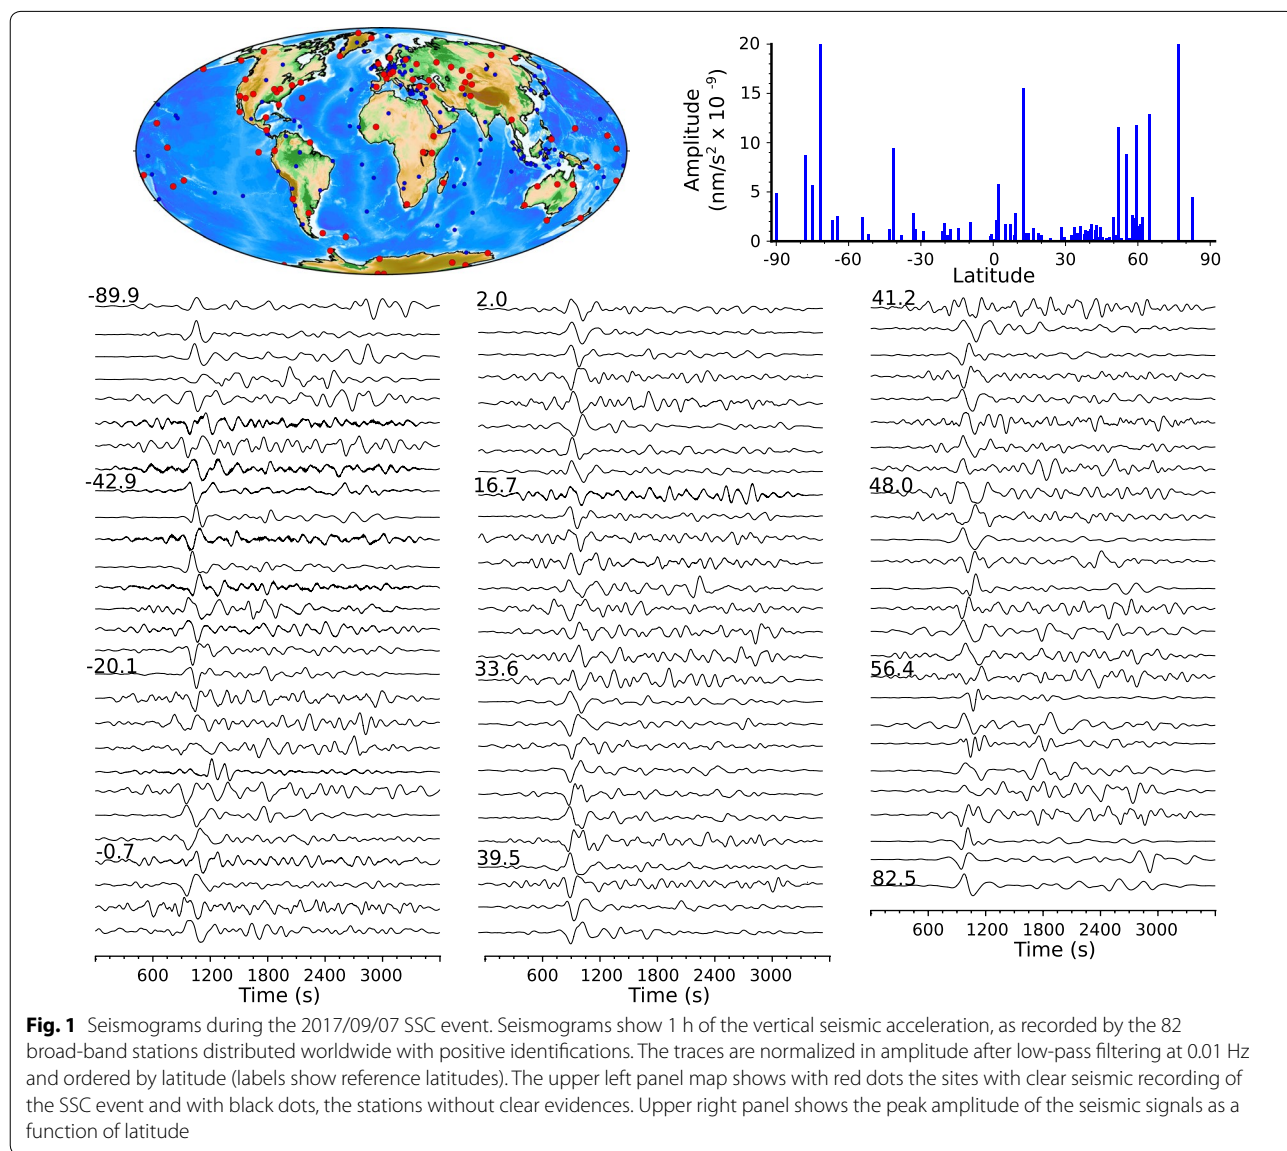 20
15
10
5
0
Amplitude
(nm/s² x 10 -9)
-90 -60 -30 0 30 60 90
Latitude
-89.9
-42.9
-20.1
-0.7
600 1200 1800 2400 3000
Time (s)
2.0
16.7
33.6
39.5
600 1200 1800 2400 3000
Time (s)
41.2
48.0
56.4
82.5
600 1200 1800 2400 3000
Time (s)
Fig. 1 Seismograms during the 2017/09/07 SSC event. Seismograms show 1 h of the vertical seismic acceleration, as recorded by the 82
broad-band stations distributed worldwide with positive identifications. The traces are normalized in amplitude after low-pass filtering at 0.01 Hz
and ordered by latitude (labels show reference latitudes). The upper left panel map shows with red dots the sites with clear seismic recording of
the SSC event and with black dots, the stations without clear evidences. Upper right panel shows the peak amplitude of the seismic signals as a
function of latitude